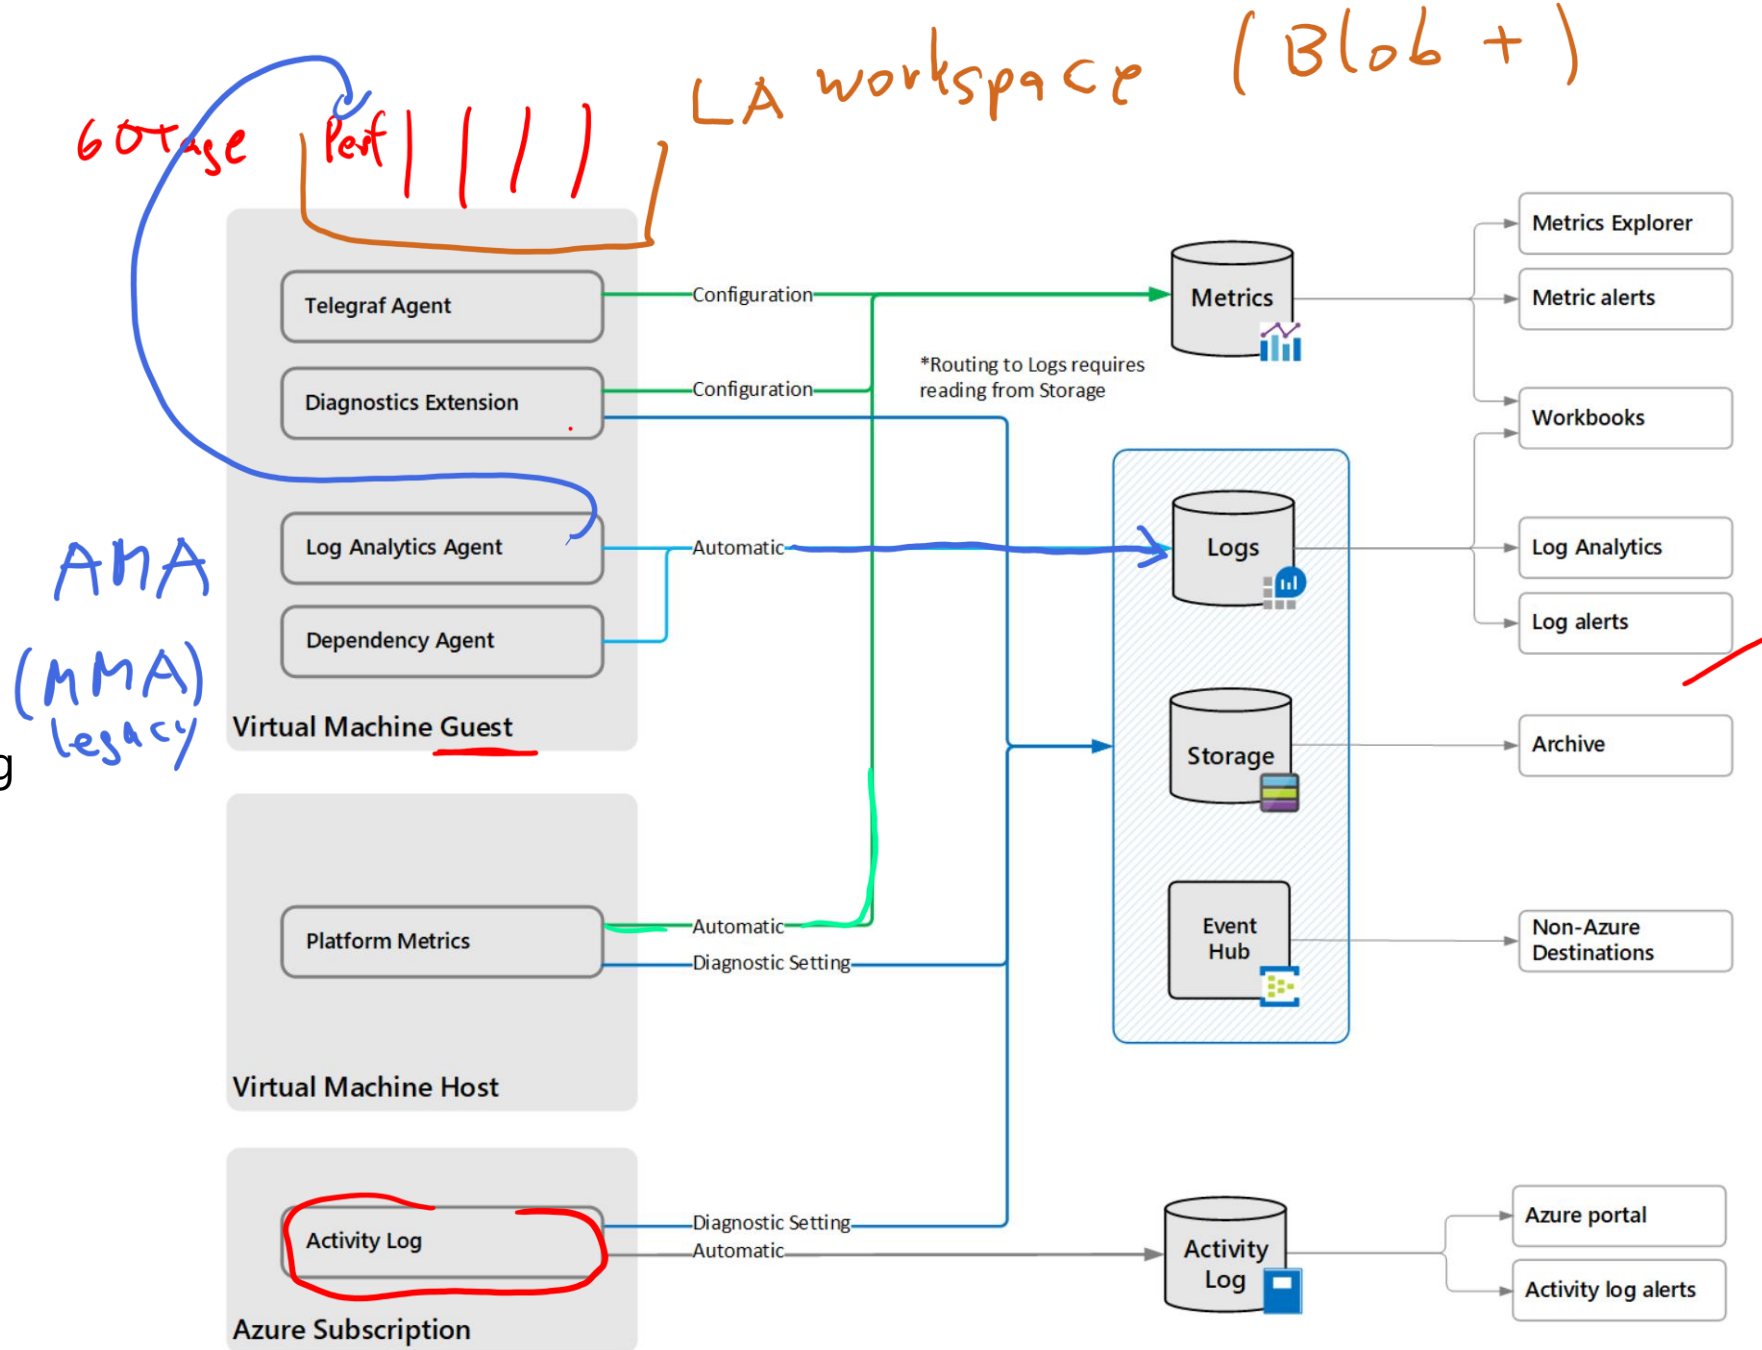 LA workspace (Blob +)
60Tage Perf
Telegraf Agent
Configuration
Diagnostics Extension
Configuration
Log Analytics Agent
Automatic
Dependency Agent
Virtual Machine Guest
AMA
(MMA)
legacy
g
Platform Metrics
Automatic
Diagnostic Setting
Virtual Machine Host
Activity Log
Diagnostic Setting
Automatic
Azure Subscription
*Routing to Logs requires
reading from Storage
Metrics
Logs
Storage
Event
Hub
Activity
Log
Metrics Explorer
Metric alerts
Workbooks
Log Analytics
Log alerts
Archive
Non-Azure
Destinations
Azure portal
Activity log alerts